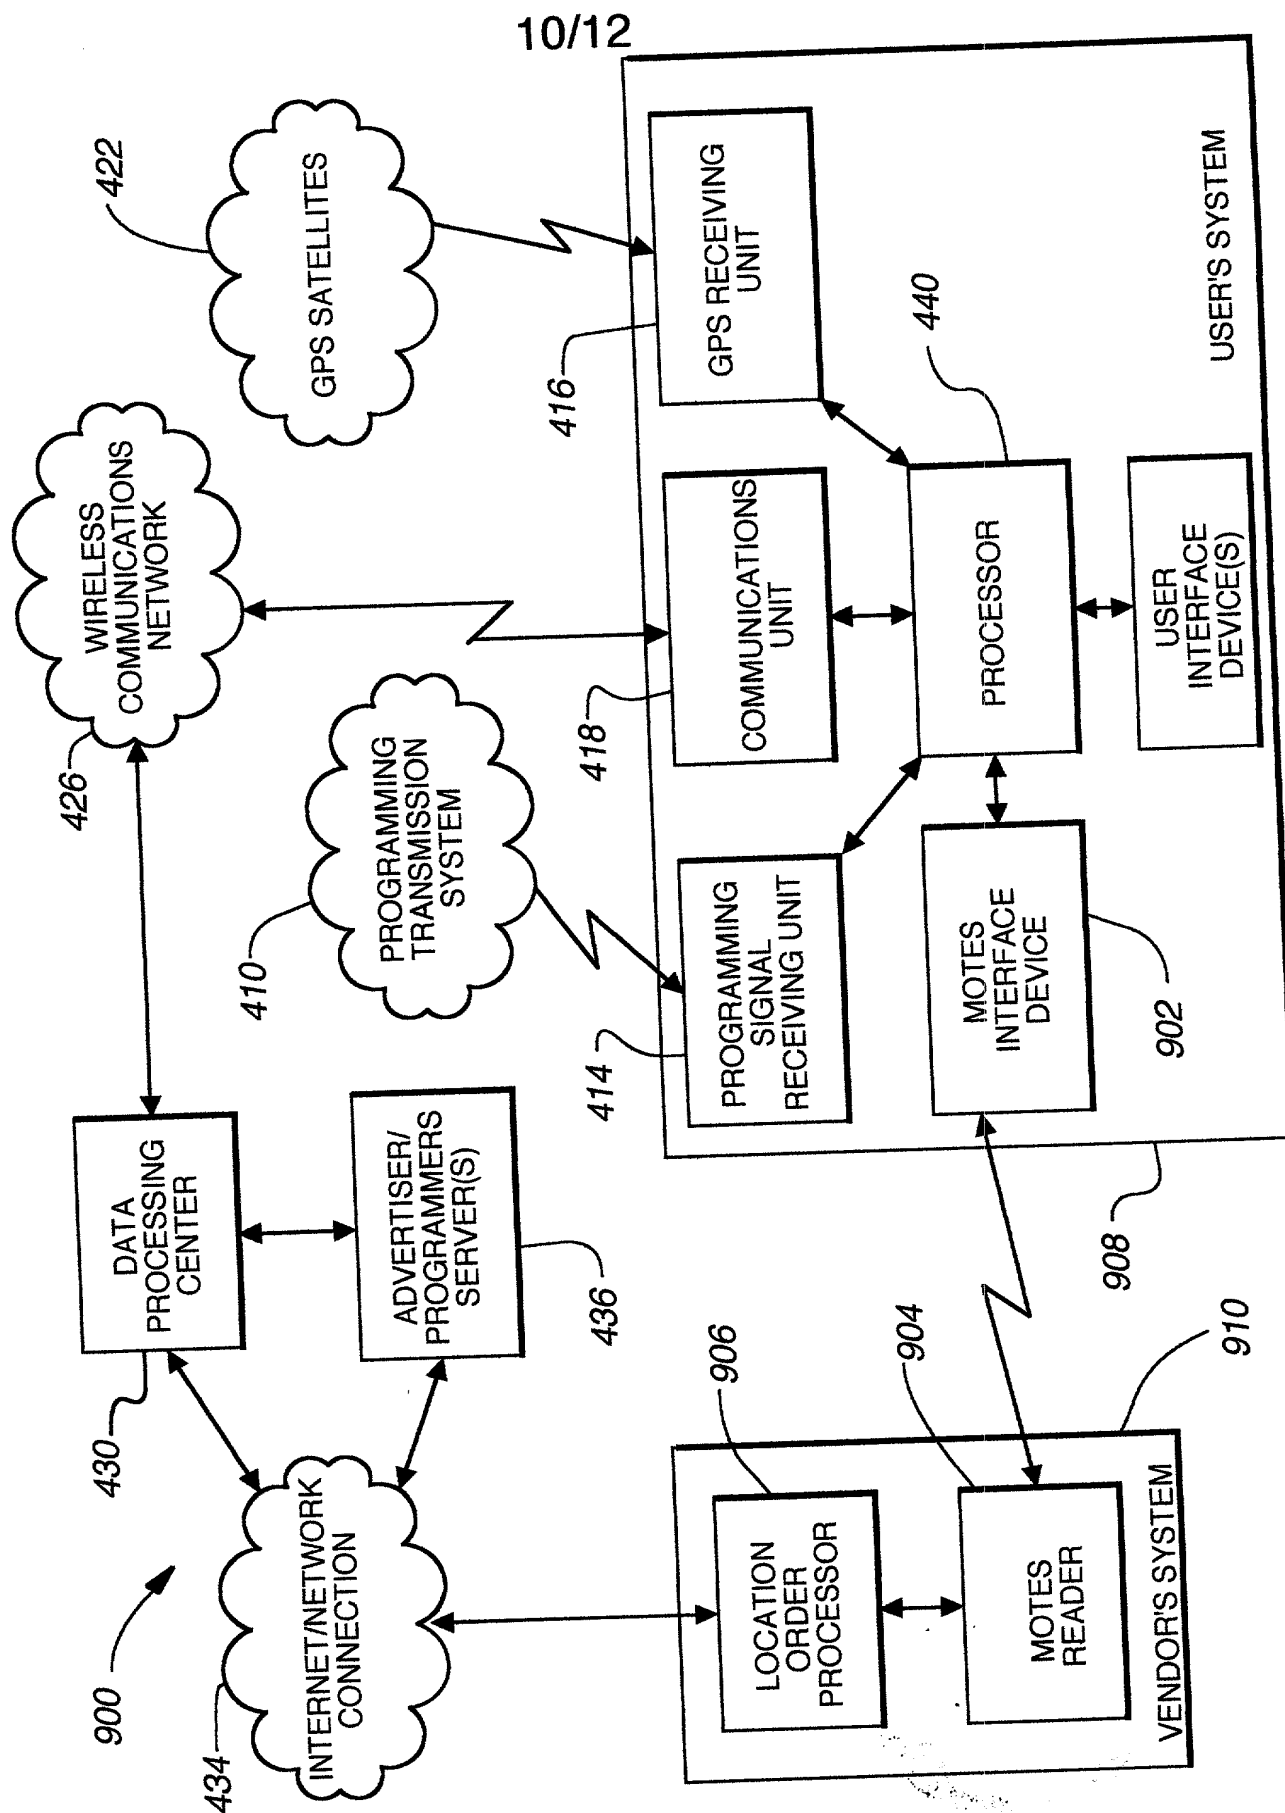 10/12
900
434
INTERNET/NETWORK
CONNECTION
430
DATA
PROCESSING
CENTER
426
WIRELESS
COMMUNICATIONS
NETWORK
422
GPS SATELLITES
ADVERTISER/
PROGRAMMERS
SERVER(S)
436
410
PROGRAMMING
TRANSMISSION
SYSTEM
906
LOCATION
ORDER
PROCESSOR
904
MOTES
READER
VENDOR'S SYSTEM
910
414
PROGRAMMING
SIGNAL
RECEIVING UNIT
418
COMMUNICATIONS
UNIT
416
GPS RECEIVING
UNIT
440
PROCESSOR
MOTES
INTERFACE
DEVICE
902
USER
INTERFACE
DEVICE(S)
USER'S SYSTEM
908